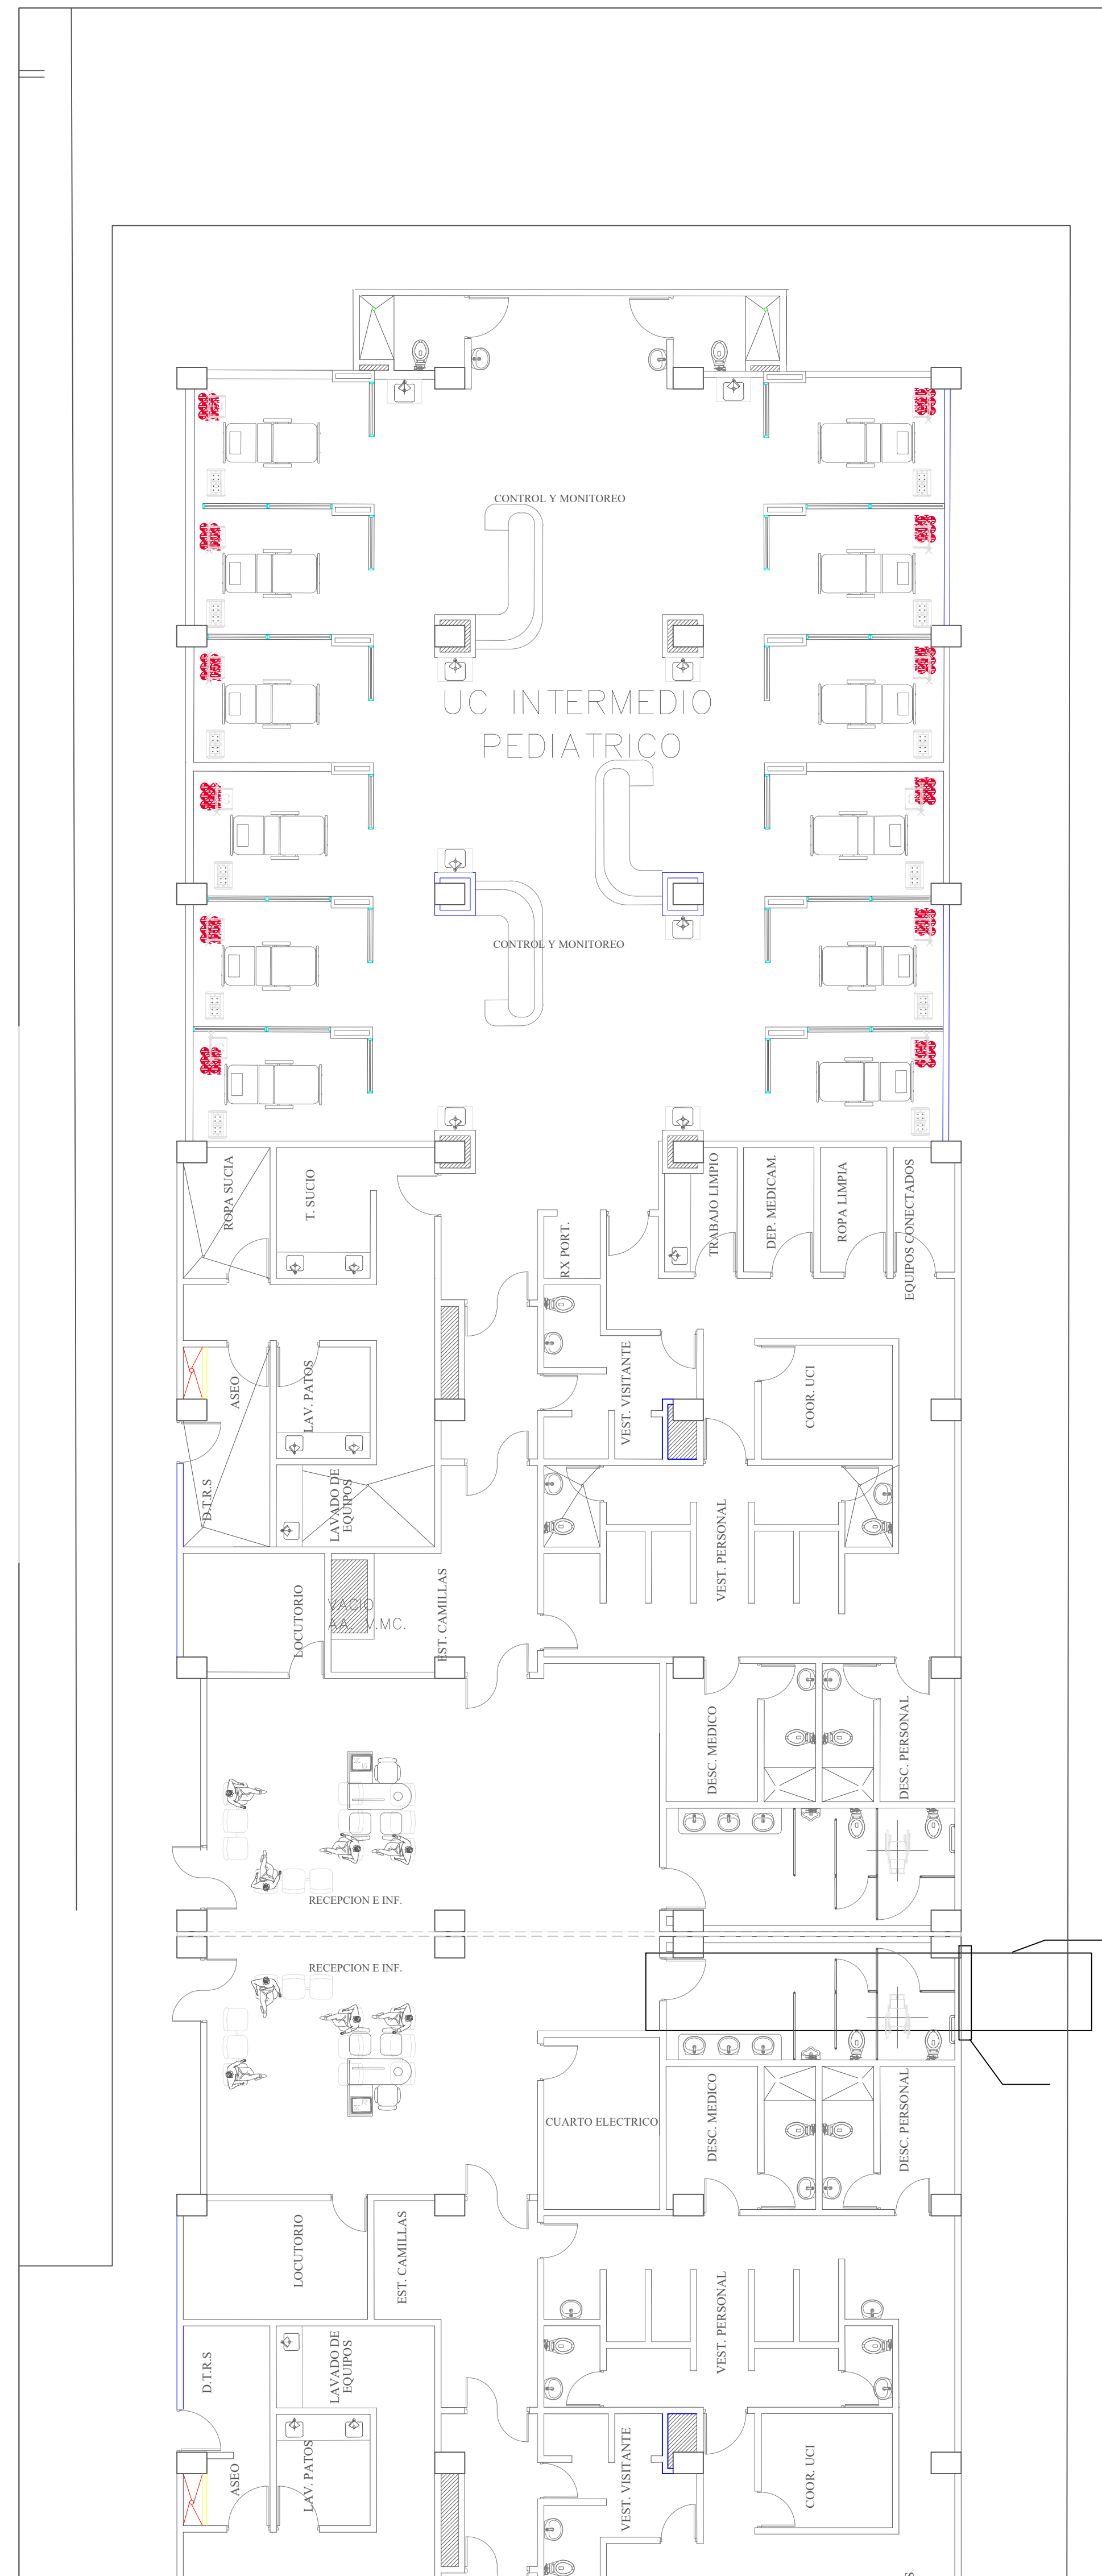 CONTROL Y MONITOREO
UC INTERMEDIO
PEDIATRICO
CONTROL Y MONITOREO
ROPA SUCIA
T. SUCIO
RX PORT.
TRABAJO LIMPIO
DEP. MEDICAM.
ROPA LIMPIA
EQUIPOS CONECTADOS
ASEO
LAV. PATOS
VEST. VISITANTE
COOR. UCI
D.T.R.S
LAVADO DE
EQUIPOS
VEST. PERSONAL
LOCUTORIO
VACIO
AA. V.MC.
EST. CAMILLAS
DESC. MEDICO
DESC. PERSONAL
RECEPCION E INF.
RECEPCION E INF.
CUARTO ELECTRICO
DESC. MEDICO
DESC. PERSONAL
LOCUTORIO
EST. CAMILLAS
VEST. PERSONAL
D.T.R.S
LAVADO DE
EQUIPOS
ASEO
LAV. PATOS
VEST. VISITANTE
COOR. UCI